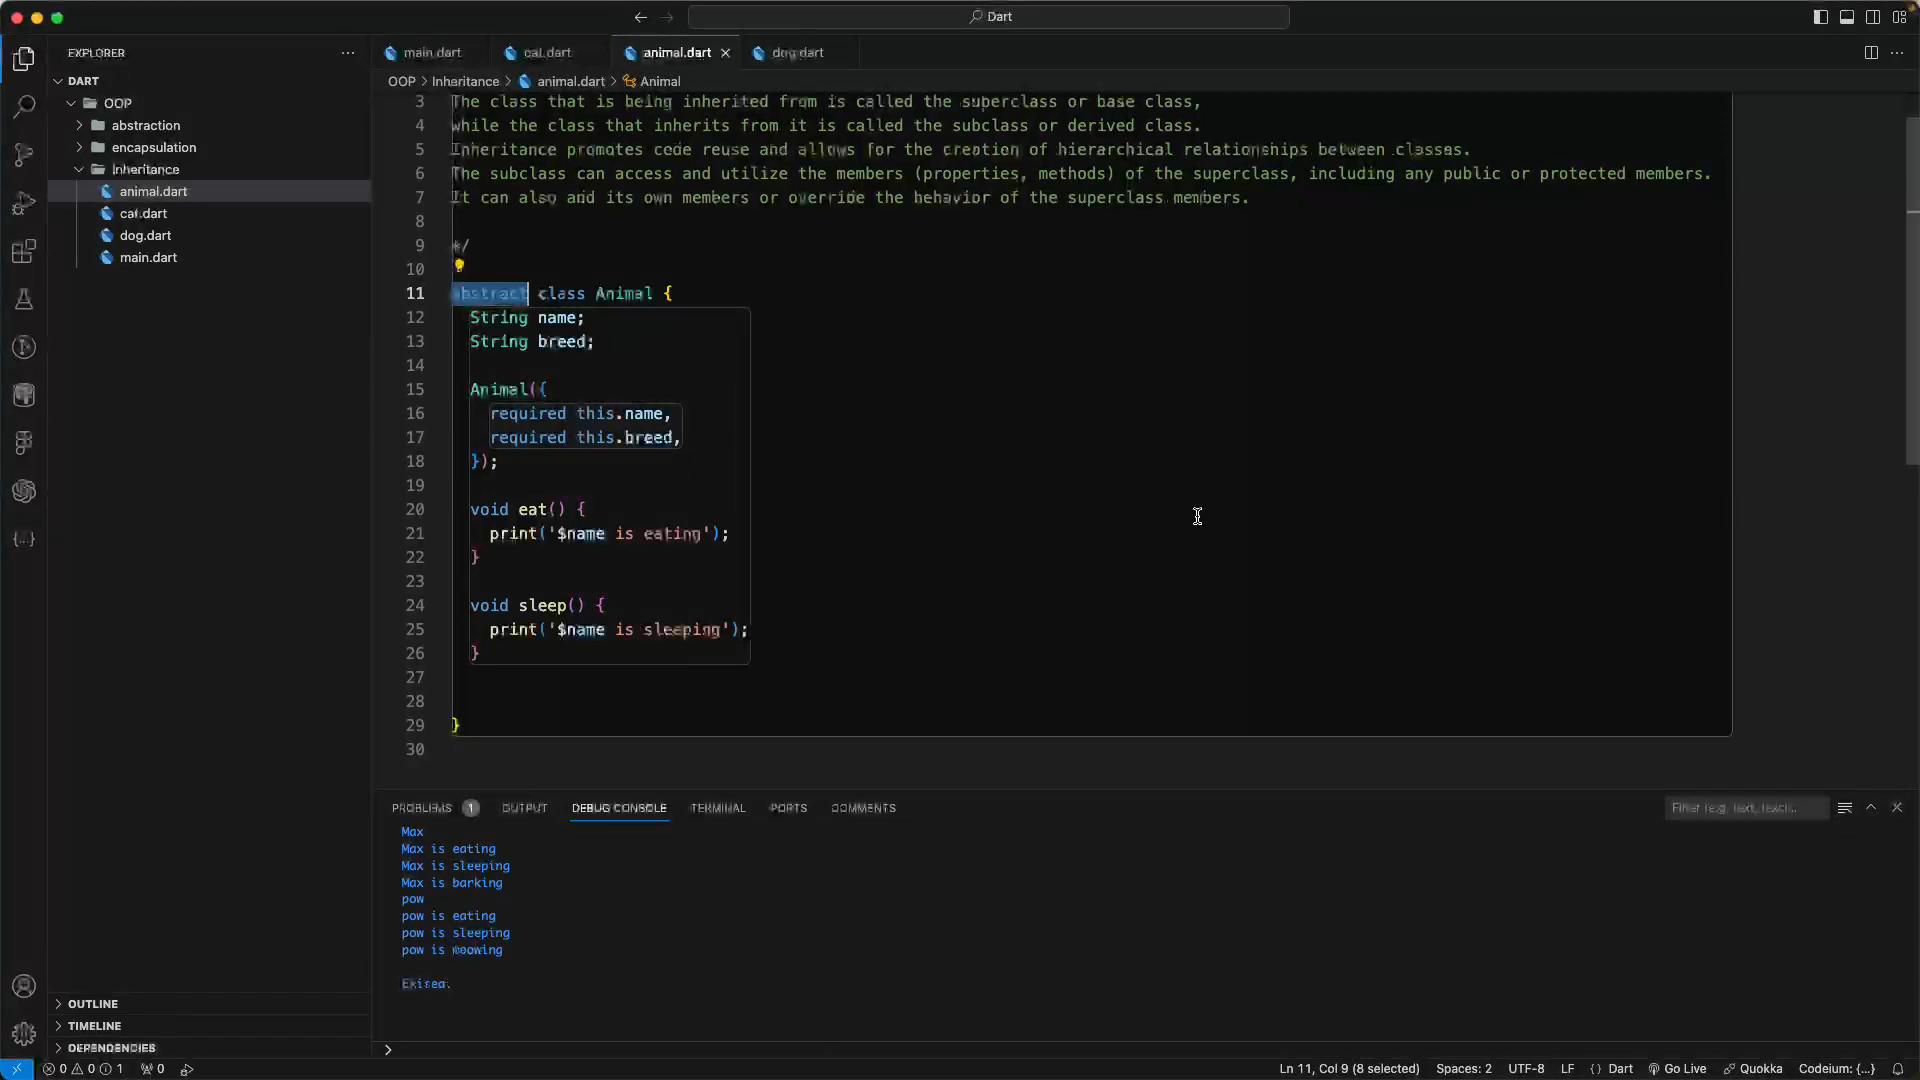 Dart
EXPLORER
main.dart
cat.dart
animal.dart
dog.dart
DART
OOP > Inheritance > animal.dart > Animal
OOP
abstraction
encapsulation
Inheritance
animal.dart
cat.dart
dog.dart
main.dart
3 The class that is being inherited from is called the superclass or base class,
4 while the class that inherits from it is called the subclass or derived class.
5 Inheritance promotes code reuse and allows for the creation of hierarchical relationships between classes.
6 The subclass can access and utilize the members (properties, methods) of the superclass, including any public or protected members.
7 It can also and its own members or override the behavior of the superclass members.
8
9 */
10
11 abstract class Animal {
12 String name;
13 String breed;
14
15 Animal({
16 required this.name,
17 required this.breed,
18 });
19
20 void eat() {
21 print('$name is eating');
22 }
23
24 void sleep() {
25 print('$name is sleeping');
26 }
27
28
29 }
30
PROBLEMS 1 OUTPUT DEBUG CONSOLE TERMINAL PORTS COMMENTS
Filter (e.g. text,
Max
Max is eating
Max is sleeping
Max is barking
pow
pow is eating
pow is sleeping
pow is
Exited.
OUTLINE
TIMELINE
DEPENDENCIES
0 0 1 0
Ln 11, Col 9 (8 selected) Spaces: 2 UTF-8 LF {} Dart Go Live Quokka Codeium: {...}